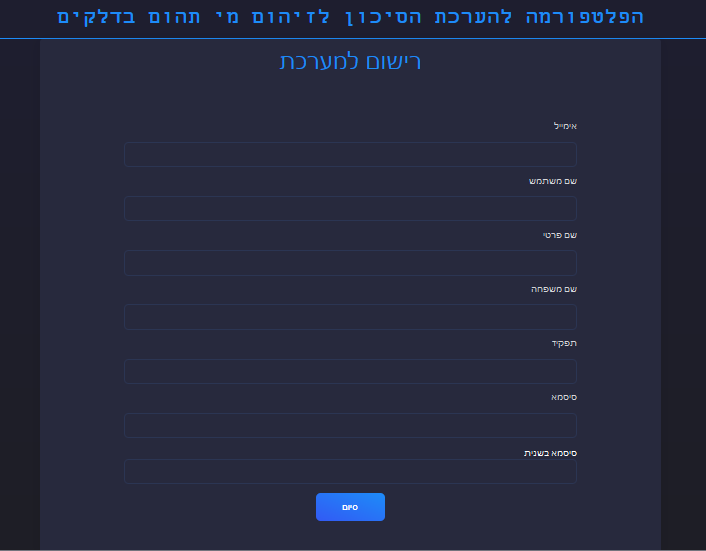 הפלטפורמה להערכת הסיכון לזיהום מי תהום בדלקים
רישום למערכת
אימייל
שם משתמש
שם פרטי
שם משפחה
תפקיד
סיסמא
סיסמא בשנית
סיום